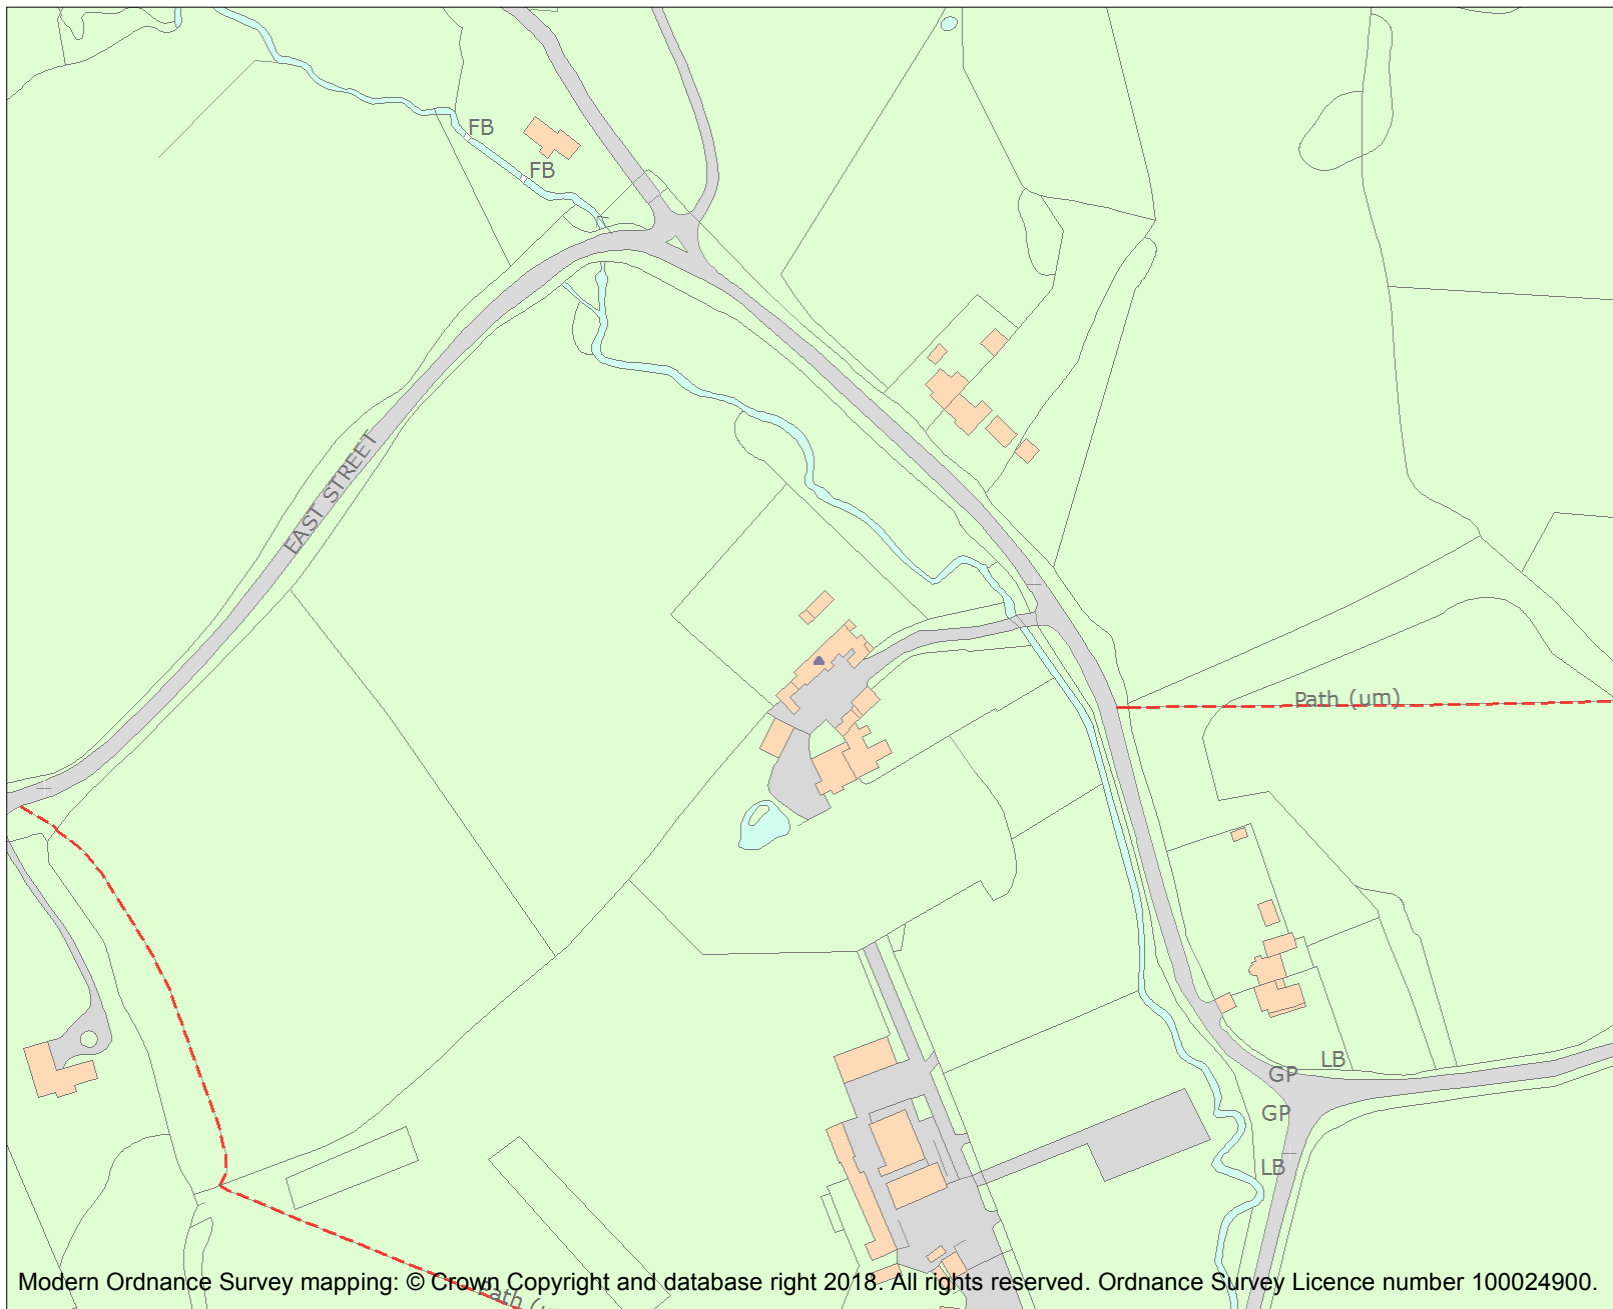 FB
FB
EAST STREET
Path (um)
LB
GP
GP
LB
Path
Modern Ordnance Survey mapping: © Crown Copyright and database right 2018. All rights reserved. Ordnance Survey Licence number 100024900.